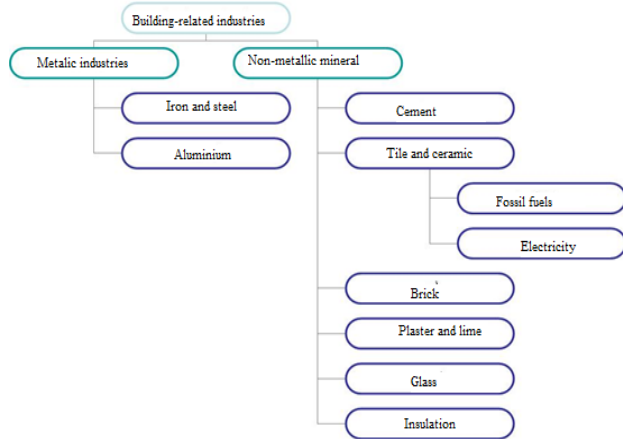 Building-related industries
Metalic industries
Non-metallic mineral
Iron and steel
Aluminium
Cement
Tile and ceramic
Fossil fuels
Electricity
Brick
Plaster and lime
Glass
Insulation